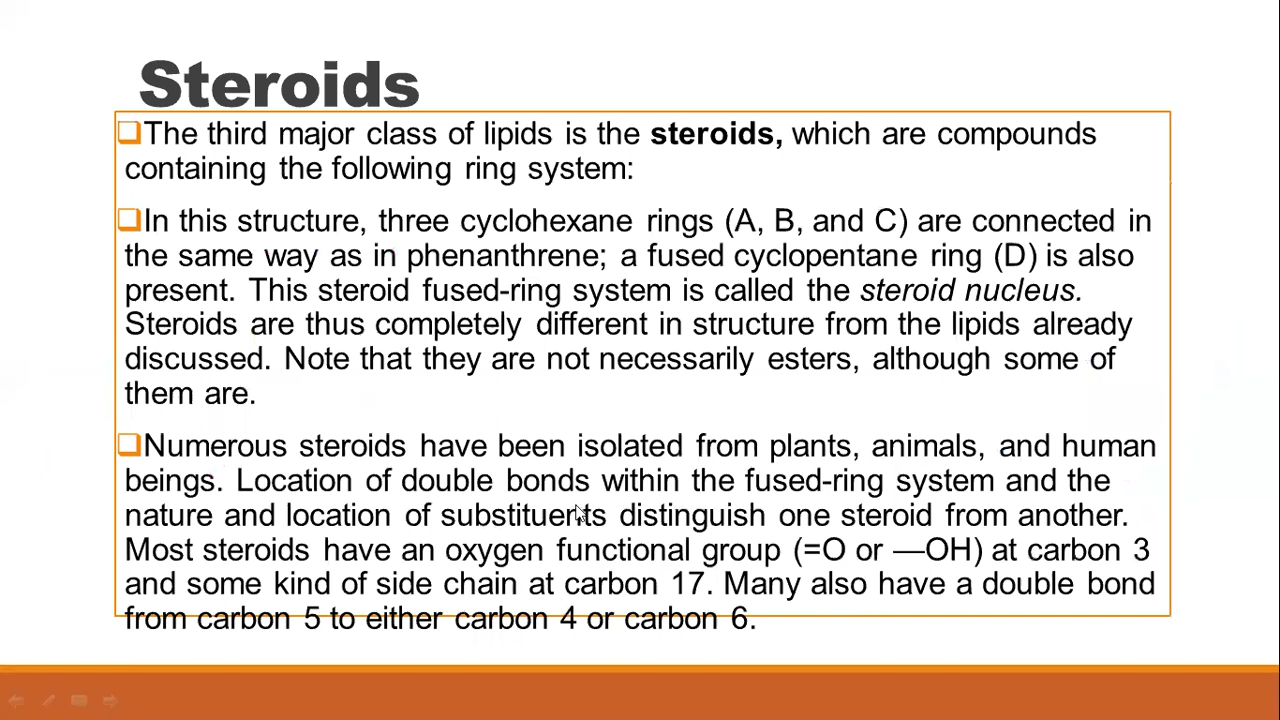 Steroids
❑The third major class of lipids is the steroids, which are compounds
containing the following ring system:
❑In this structure, three cyclohexane rings (A, B, and C) are connected in
the same way as in phenanthrene; a fused cyclopentane ring (D) is also
present. This steroid fused-ring system is called the steroid nucleus.
Steroids are thus completely different in structure from the lipids already
discussed. Note that they are not necessarily esters, although some of
them are.
❑Numerous steroids have been isolated from plants, animals, and human
beings. Location of double bonds within the fused-ring system and the
nature and location of substituents distinguish one steroid from another.
Most steroids have an oxygen functional group (=O or —OH) at carbon 3
and some kind of side chain at carbon 17. Many also have a double bond
from carbon 5 to either carbon 4 or carbon 6.